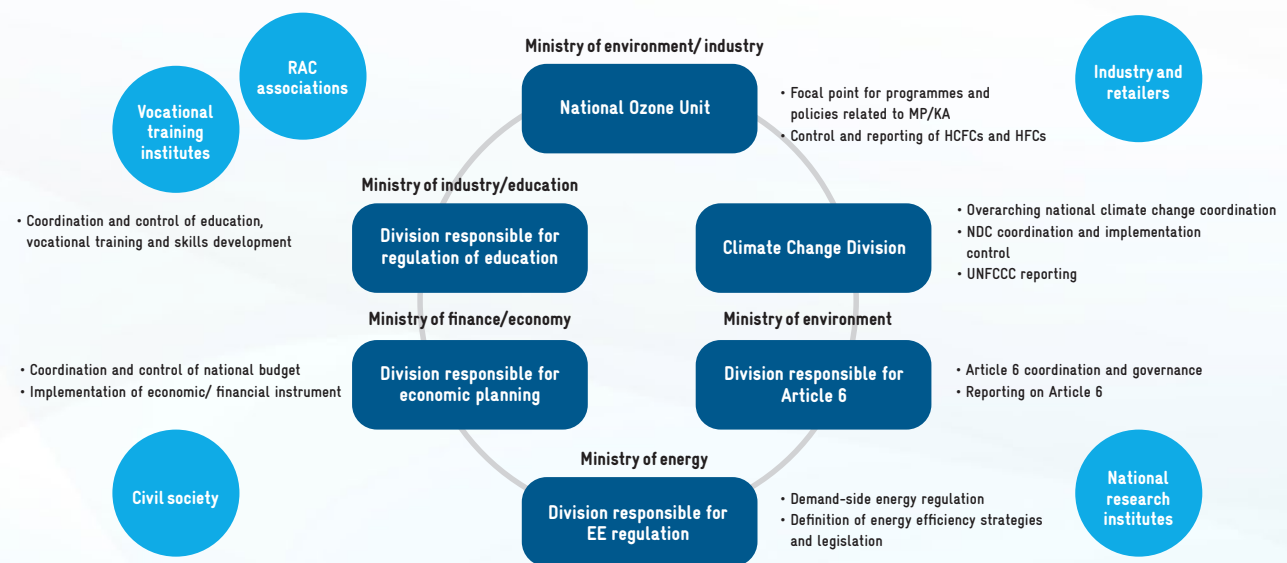 Ministry of environment/ industry
National Ozone Unit
• Focal point for programmes and
policies related to MP/KA
• Control and reporting of HCFCs and HFCs
RAC
associations
Vocational
training
institutes
Industry and
retailers
Ministry of industry/education
Division responsible for
regulation of education
• Coordination and control of education,
vocational training and skills development
Climate Change Division
• Overarching national climate change coordination
• NDC coordination and implementation
control
• UNFCCC reporting
Ministry of finance/economy
Division responsible for
economic planning
• Coordination and control of national budget
• Implementation of economic/ financial instrument
Ministry of environment
Division responsible for
Article 6
• Article 6 coordination and governance
• Reporting on Article 6
Civil society
Ministry of energy
Division responsible for
EE regulation
• Demand-side energy regulation
• Definition of energy efficiency strategies
and legislation
National
research
institutes